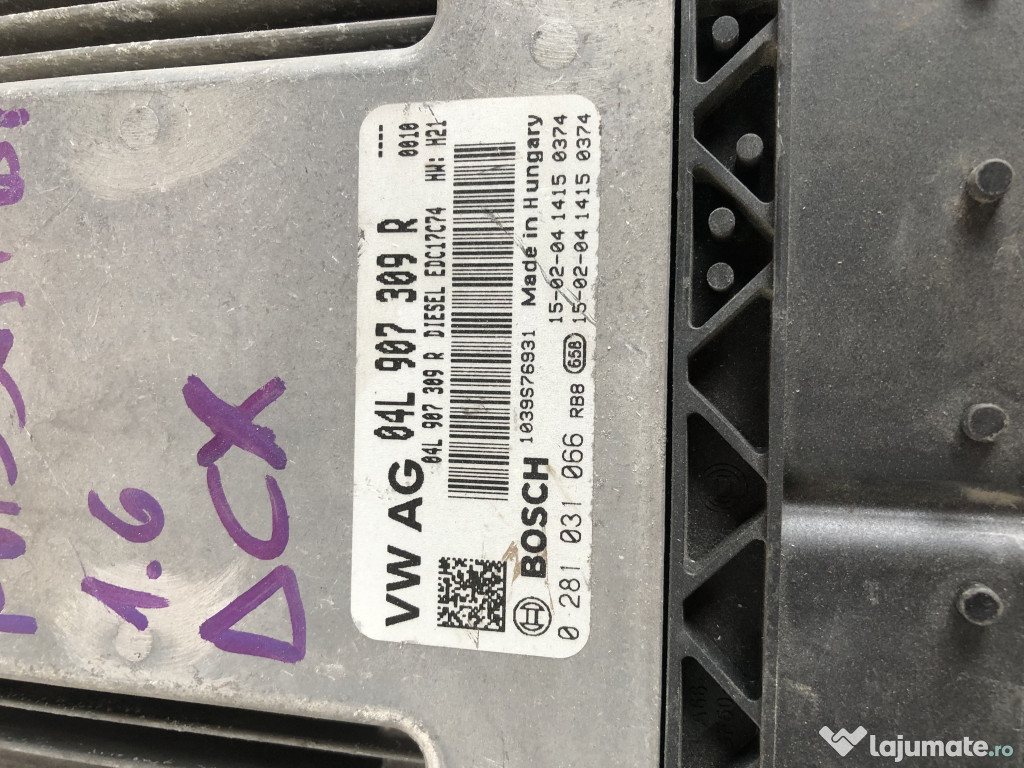 VW AG 04L 907 309 R ----
04L 907 309 R DIESEL EDC17C74 HW: H21 0010
BOSCH 1039S76931 Made in Hungary
0 281 031 066 RB8 658 15-02-04 1415 0374
15-02-04 1415 0374
1.6
DCX
lajumate.ro